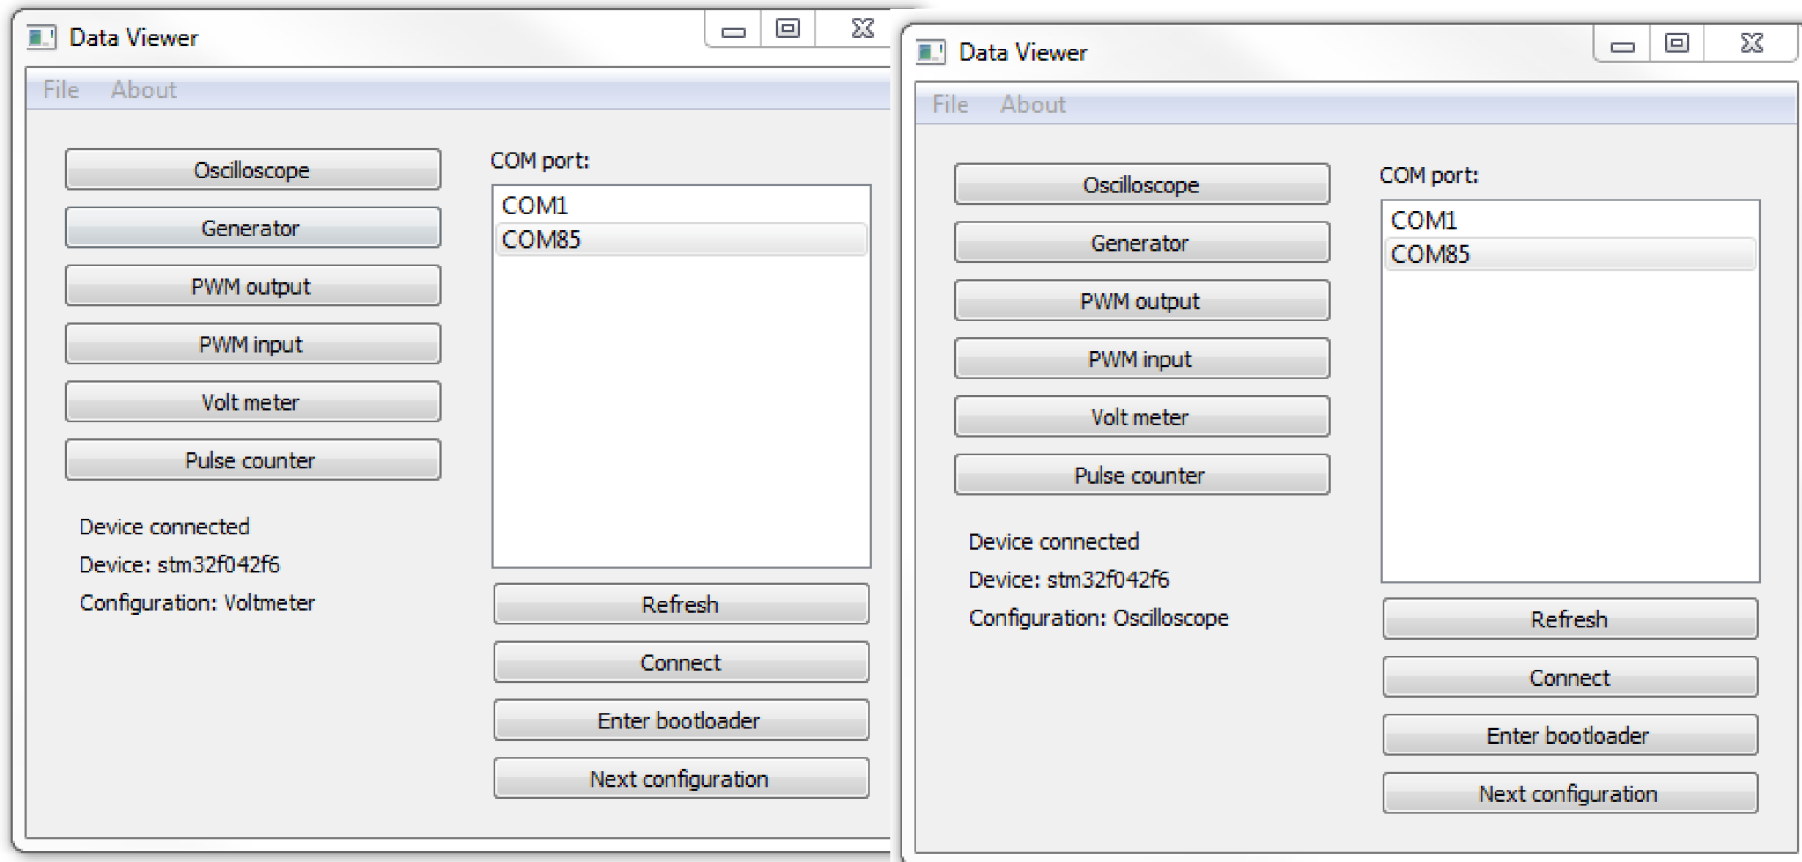 Data Viewer
File About
Oscilloscope
Generator
PWM output
PWM input
Volt meter
Pulse counter
Device connected
Device: stm32f042f6
Configuration: Voltmeter
COM port:
COM1
COM85
Refresh
Connect
Enter bootloader
Next configuration
Data Viewer
File About
Oscilloscope
Generator
PWM output
PWM input
Volt meter
Pulse counter
Device connected
Device: stm32f042f6
Configuration: Oscilloscope
COM port:
COM1
COM85
Refresh
Connect
Enter bootloader
Next configuration